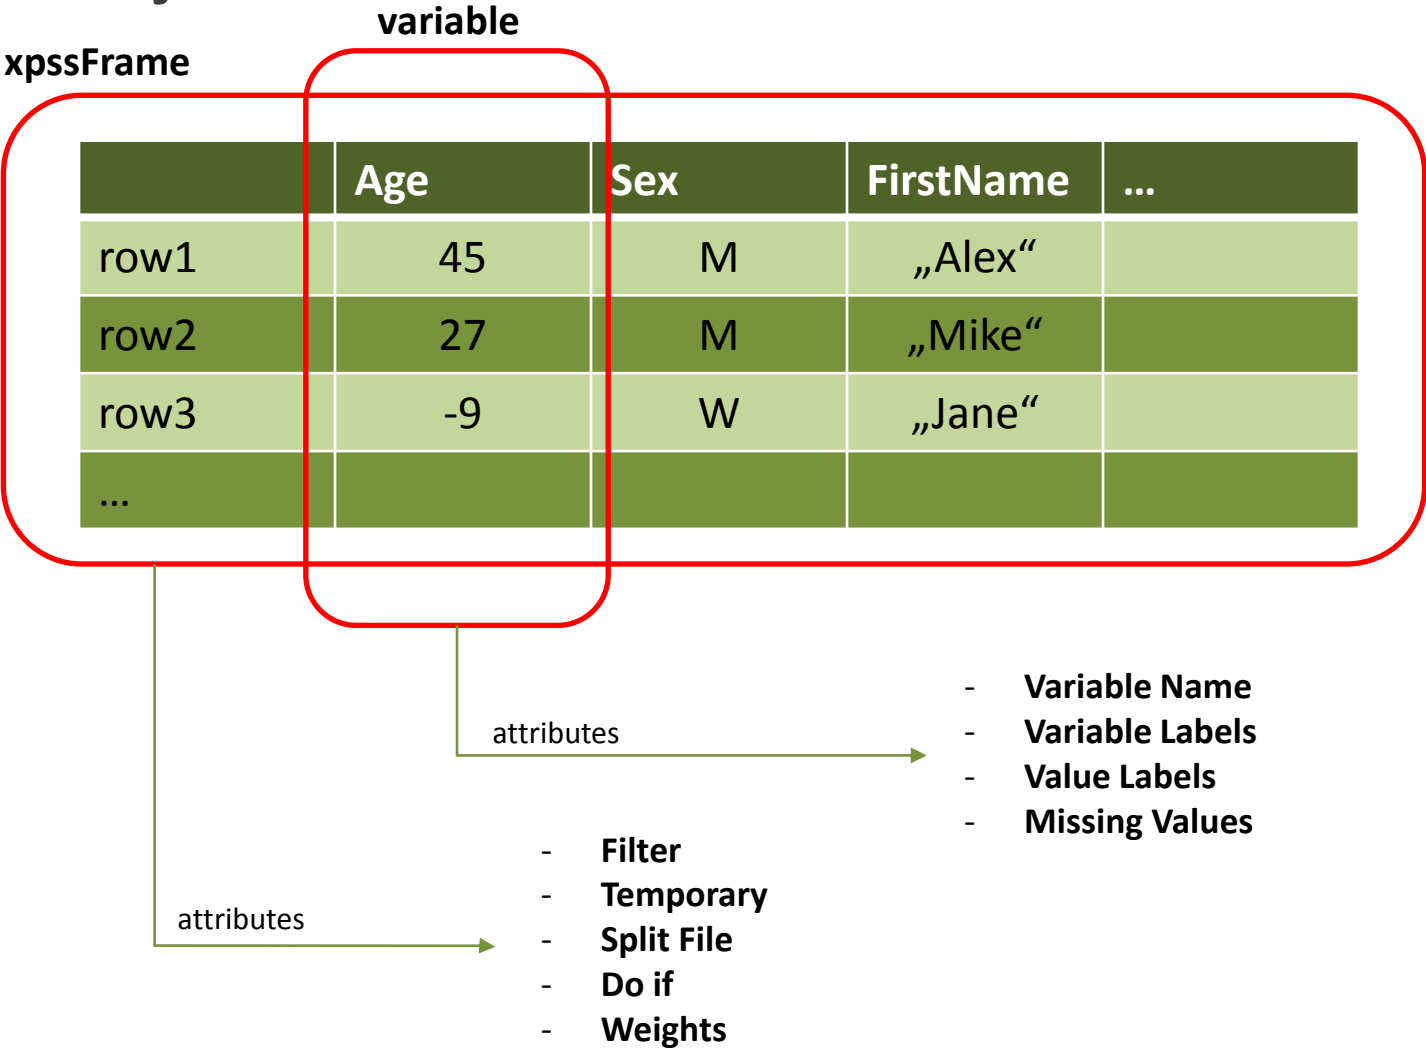 variable
xpssFrame
Age Sex FirstName ...
row1 45 M „Alex“
row2 27 M „Mike“
row3 -9 W „Jane“
...
- Variable Name
attributes - Variable Labels
- Value Labels
- Missing Values
- Filter
- Temporary
attributes - Split File
- Do if
- Weights